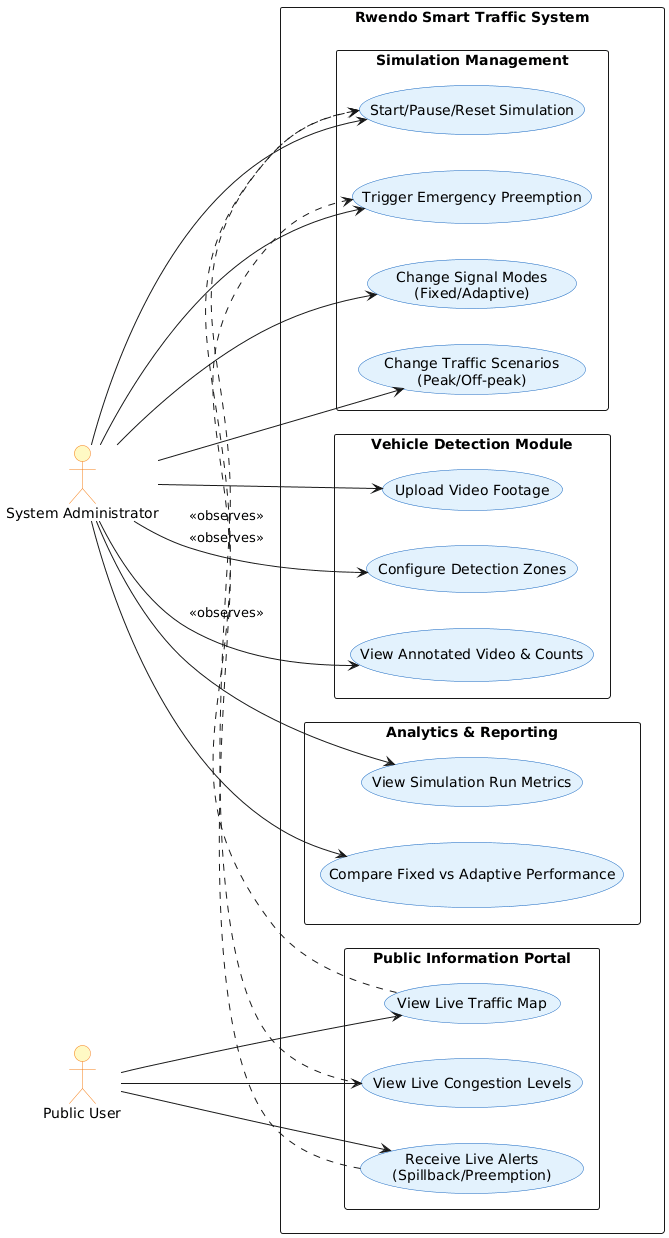 Rwendo Smart Traffic System
Simulation Management
Start/Pause/Reset Simulation
Trigger Emergency Preemption
Change Signal Modes
(Fixed/Adaptive)
Change Traffic Scenarios
(Peak/Off-peak)
Vehicle Detection Module
Upload Video Footage
System Administrator
«observes»
«observes»
Configure Detection Zones
«observes»
View Annotated Video & Counts
Analytics & Reporting
View Simulation Run Metrics
Compare Fixed vs Adaptive Performance
Public Information Portal
View Live Traffic Map
View Live Congestion Levels
Public User
Receive Live Alerts
(Spillback/Preemption)